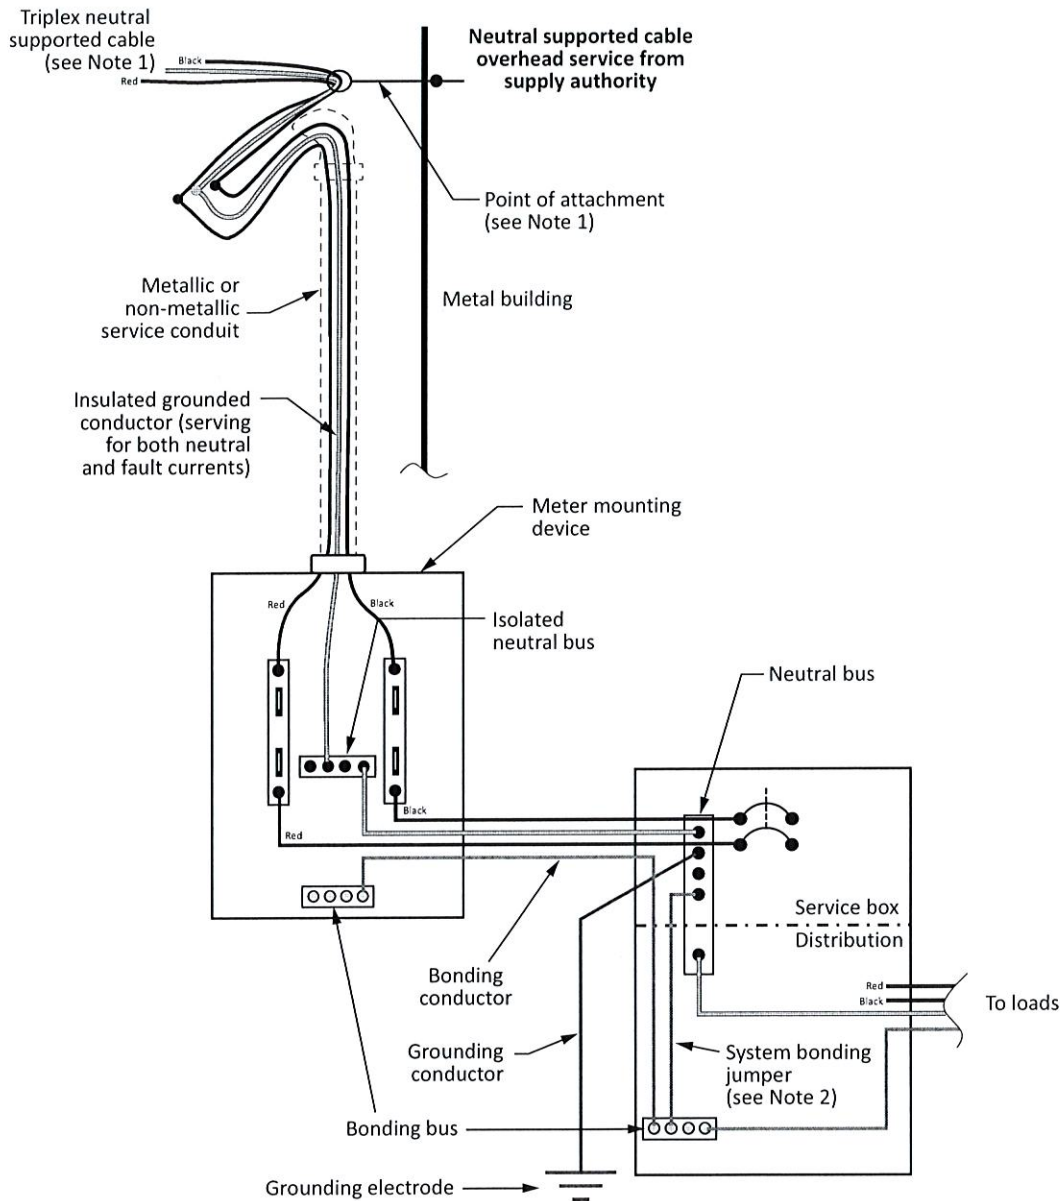 Triplex neutral
supported cable
(see Note 1)
Black
Red
Neutral supported cable
overhead service from
supply authority
Point of attachment
(see Note 1)
Metallic or
non-metallic
service conduit
Metal building
Insulated grounded
conductor (serving
for both neutral
and fault currents)
Meter mounting
device
Red
Black
Isolated
neutral bus
Neutral bus
Black
Red
Service box
Distribution
Bonding
conductor
Red
Black
To loads
Grounding
conductor
System bonding
jumper
(see Note 2)
Bonding bus
Grounding electrode